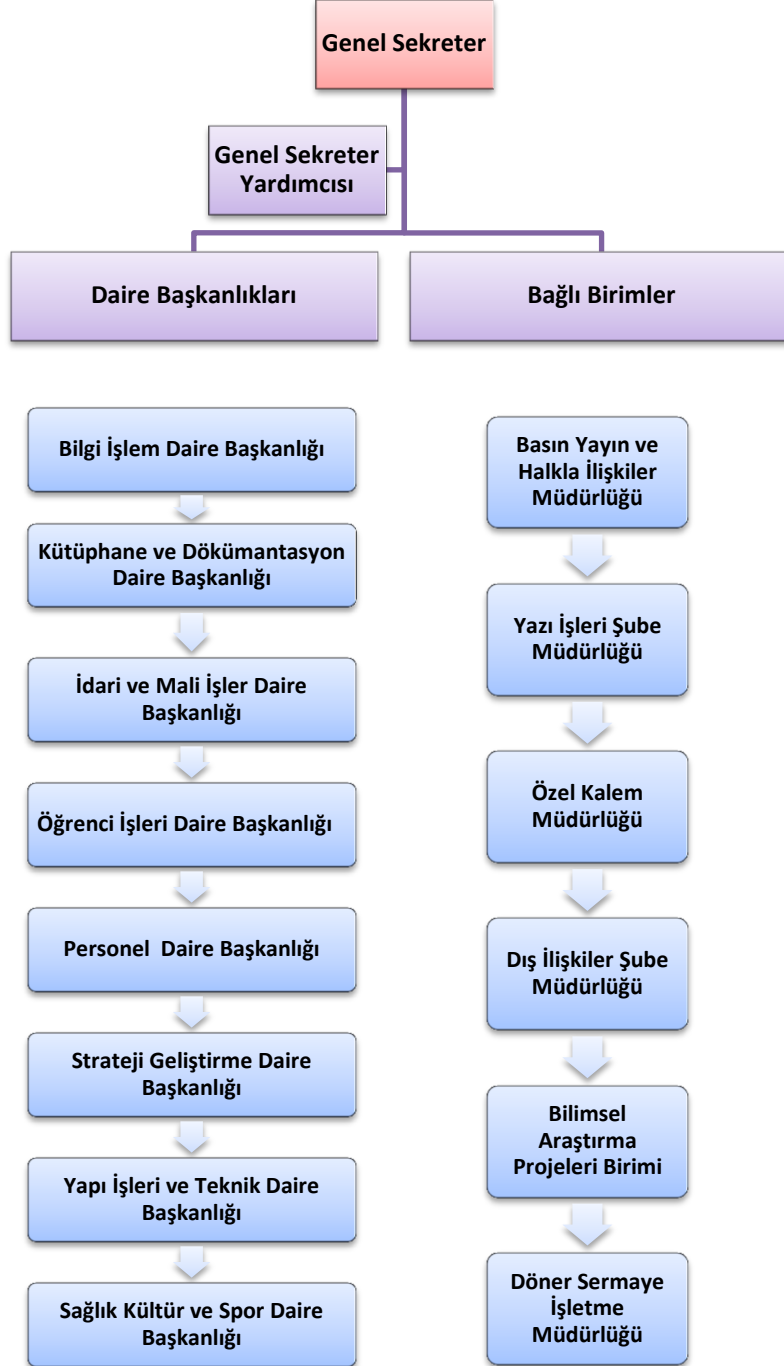 Genel Sekreter
Genel Sekreter
Yardımcısı
Daire Başkanlıkları
Bağlı Birimler
Bilgi İşlem Daire Başkanlığı
Kütüphane ve Dökümantasyon
Daire Başkanlığı
İdari ve Mali İşler Daire
Başkanlığı
Öğrenci İşleri Daire Başkanlığı
Personel  Daire Başkanlığı
Strateji Geliştirme Daire
Başkanlığı
Yapı İşleri ve Teknik Daire
Başkanlığı
Sağlık Kültür ve Spor Daire
Başkanlığı
Basın Yayın ve
Halkla İlişkiler
Müdürlüğü
Yazı İşleri Şube
Müdürlüğü
Özel Kalem
Müdürlüğü
Dış İlişkiler Şube
Müdürlüğü
Bilimsel
Araştırma
Projeleri Birimi
Döner Sermaye
İşletme
Müdürlüğü